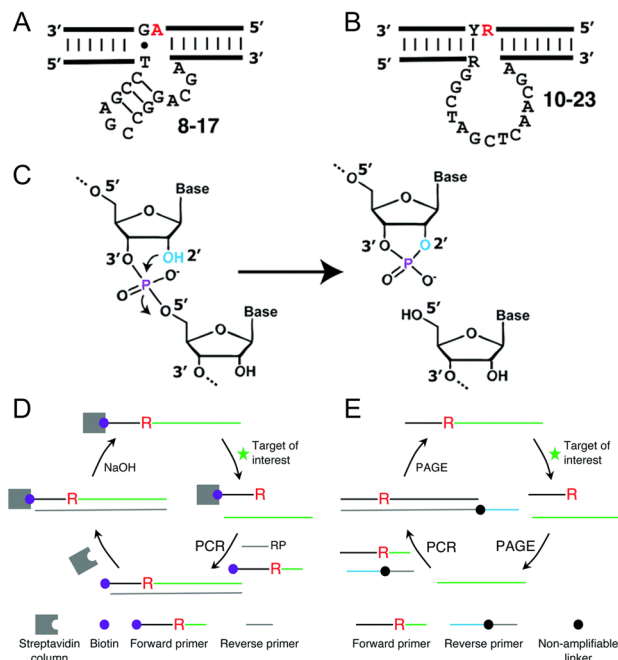 A
3′ G A 5′
5′ T 3′
A G C C G A C C G G A C G A
8-17
B
3′ Y R 5′
5′ R 3′
G G C T A G C T C A A C G A
10-23
C
O 5′ Base
O
3′ O OH 2′
O P O-
O 5′
O Base
3′ O OH
O 5′ Base
O
3′ O O 2′
O P O-
HO 5′
O Base
3′ O OH
D
R
NaOH
Target of
interest
R
R
PCR
RP
R
R
R
Streptavidin
column
Biotin
Forward primer
Reverse primer
E
R
PAGE
Target of
interest
R
R
PCR
PAGE
R
R
Forward primer
Reverse primer
Non-amplifiable
linker